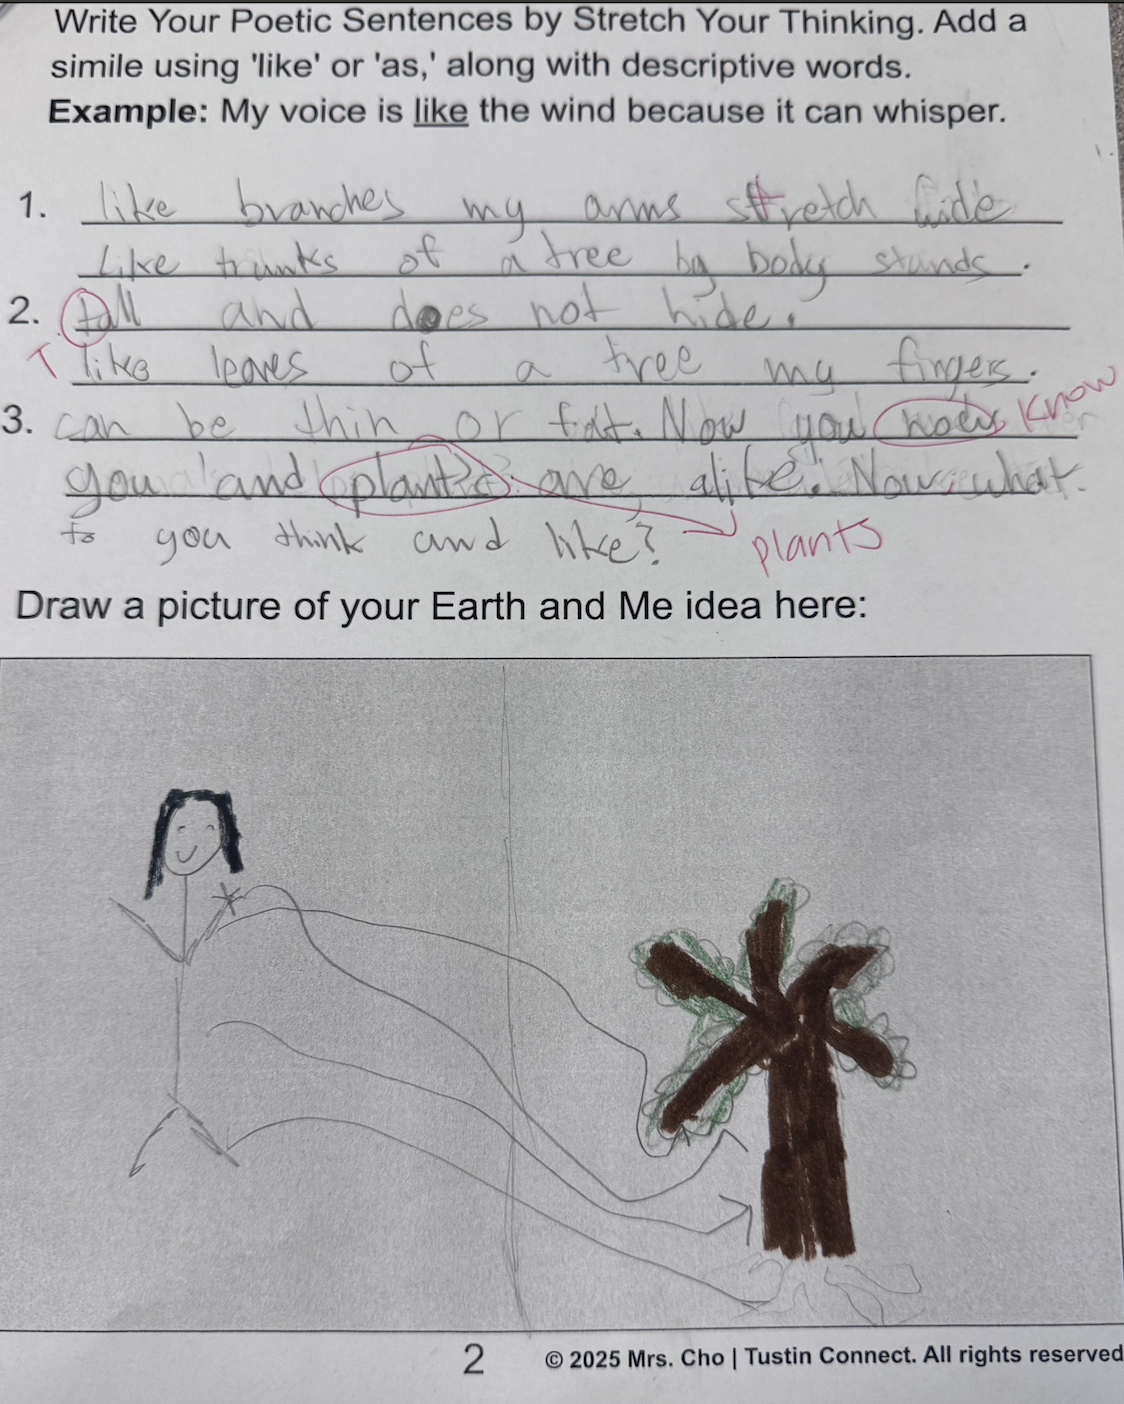 Write Your Poetic Sentences by Stretch Your Thinking. Add a
simile using 'like' or 'as,' along with descriptive words.
Example: My voice is like the wind because it can whisper.
1. like branches my arms stretch
Like trunks of a tree by body stands.
2. tall and does not hide.
T like leaves of a tree my fingers.
3. can be thin or fat. Now you know
you and plants are alike. Now what
to you think and like? plants
Draw a picture of your Earth and Me idea here:
2 © 2025 Mrs. Cho | Tustin Connect. All rights reserved